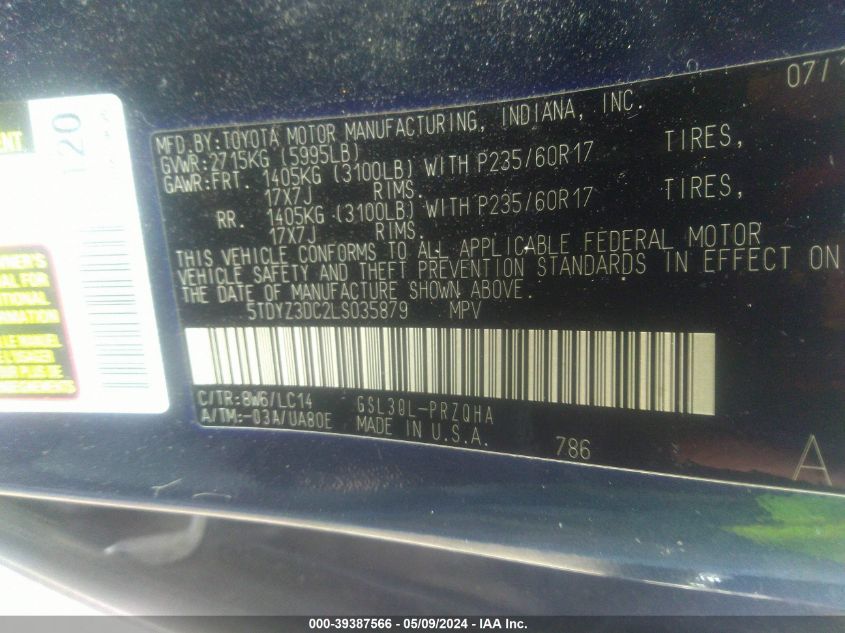 07/1
MFD.BY:TOYOTA MOTOR MANUFACTURING, INDIANA, INC.
GVWR:2715KG (5995LB)
GAWR:FRT. 1405KG (3100LB) WITH P235/60R17 TIRES,
17X7J RIMS
RR. 1405KG (3100LB) WITH P235/60R17 TIRES,
17X7J RIMS.
THIS VEHICLE CONFORMS TO ALL APPLICABLE FEDERAL MOTOR
VEHICLE SAFETY AND THEFT PREVENTION STANDARDS IN EFFECT ON
THE DATE OF MANUFACTURE SHOWN ABOVE.
5TDYZ3DC2LS035879 MPV
C/TR:8W6/LC14 GSL30L-PRZQHA
A/TM:-03A/UA80E MADE IN U.S.A.
786
A
120
000-39387566 — 05/09/2024 — IAA Inc.